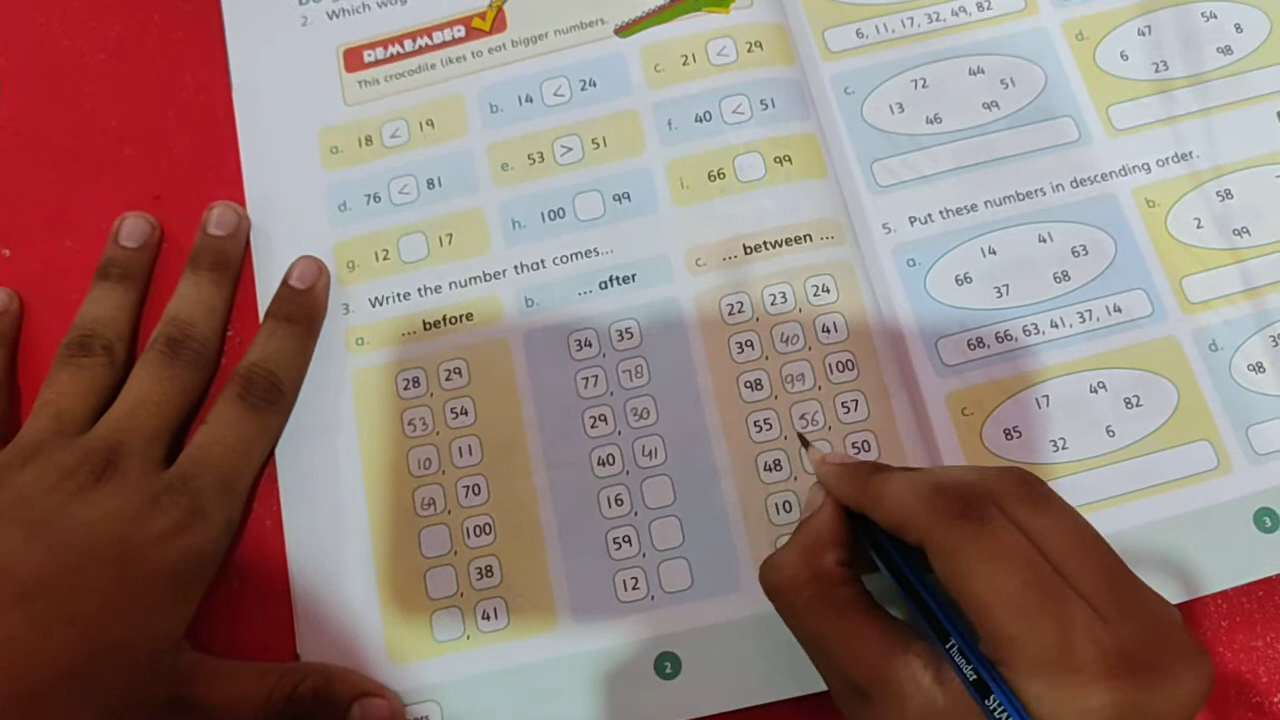 2. Which way
REMEMBER
This crocodile likes to eat bigger numbers.
a. 18 < 19
b. 14 < 24
c. 21 < 29
d. 76 < 81
e. 53 > 51
f. 40 < 51
g. 12 17
h. 100 99
i. 66 99
3. Write the number that comes...
a. ... before
28, 29
53, 54
10, 11
69, 70
, 100
, 38
, 41
b. ... after
34, 35
77, 78
29, 30
40, 41
16,
59,
12,
c. ... between ...
22, 23, 24
39, 40, 41
98, 99, 100
55, 56, 57
48, 50
10
2
6, 11, 17, 32, 49, 82
c. 72 44 51 13 46 99
d. 47 54 8 6 23 98
5. Put these numbers in descending order.
a. 14 41 63 66 37 68
68, 66, 63, 41, 37, 14
b. 58 2 99
c. 17 49 82 85 32 6
d. 98
3
Thunder